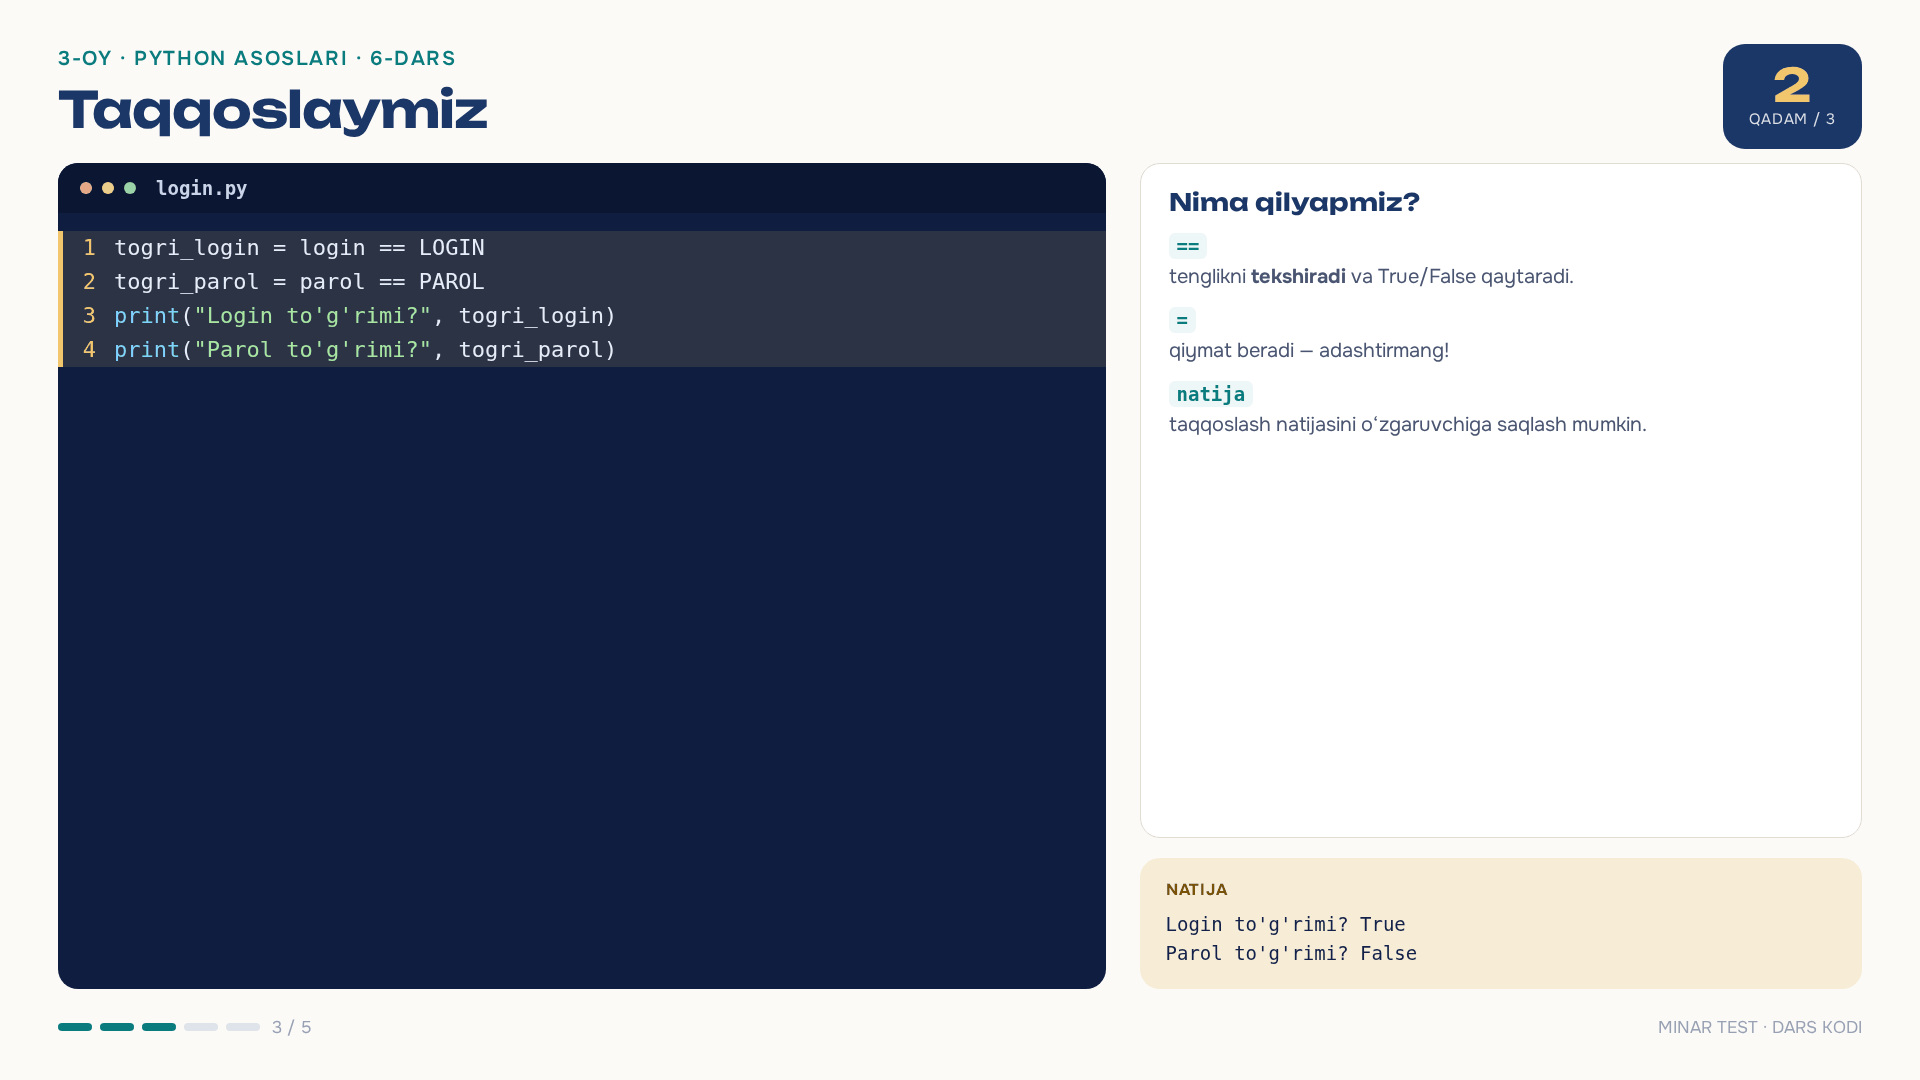 3-OY · PYTHON ASOSLARI · 6-DARS
Taqqoslaymiz
2
QADAM / 3
login.py
1 togri_login = login == LOGIN
2 togri_parol = parol == PAROL
3 print("Login to'g'rimi?", togri_login)
4 print("Parol to'g'rimi?", togri_parol)
Nima qilyapmiz?
==
tenglikni tekshiradi va True/False qaytaradi.
=
qiymat beradi — adashtirmang!
natija
taqqoslash natijasini oʻzgaruvchiga saqlash mumkin.
NATIJA
Login to'g'rimi? True
Parol to'g'rimi? False
3 / 5
MINAR TEST · DARS KODI